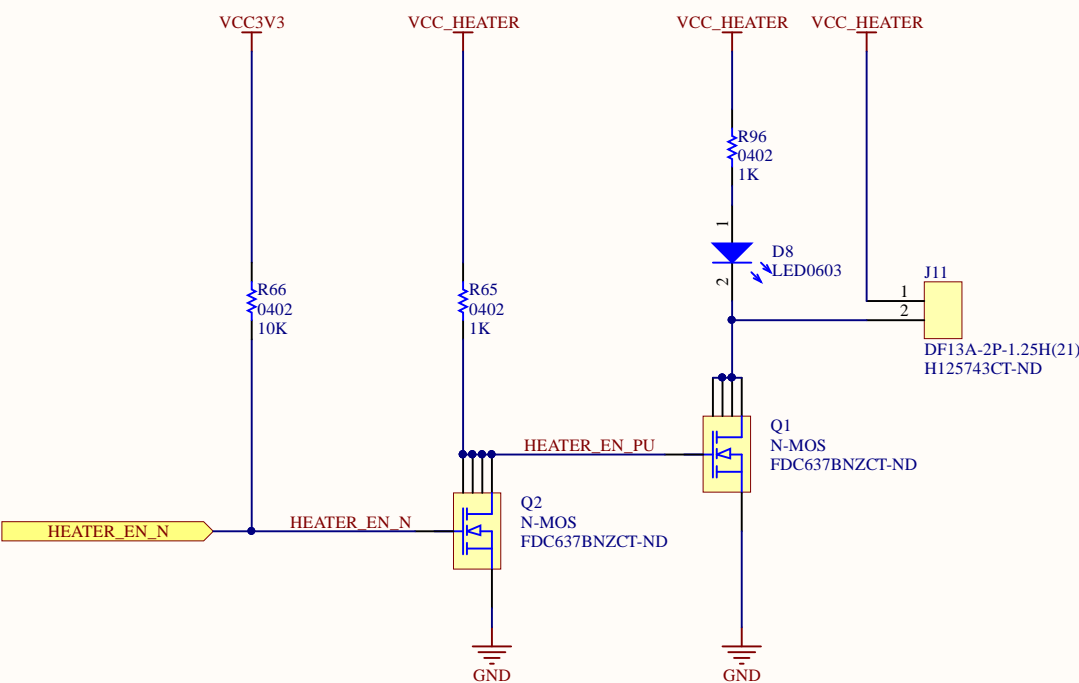 VCC3V3
VCC_HEATER
VCC_HEATER
VCC_HEATER
R96
0402
1K
1
D8
LED0603
2
R66
0402
10K
R65
0402
1K
J11
1
2
DF13A-2P-1.25H(21)
H125743CT-ND
Q1
N-MOS
FDC637BNZCT-ND
HEATER_EN_PU
Q2
N-MOS
FDC637BNZCT-ND
HEATER_EN_N
HEATER_EN_N
GND
GND